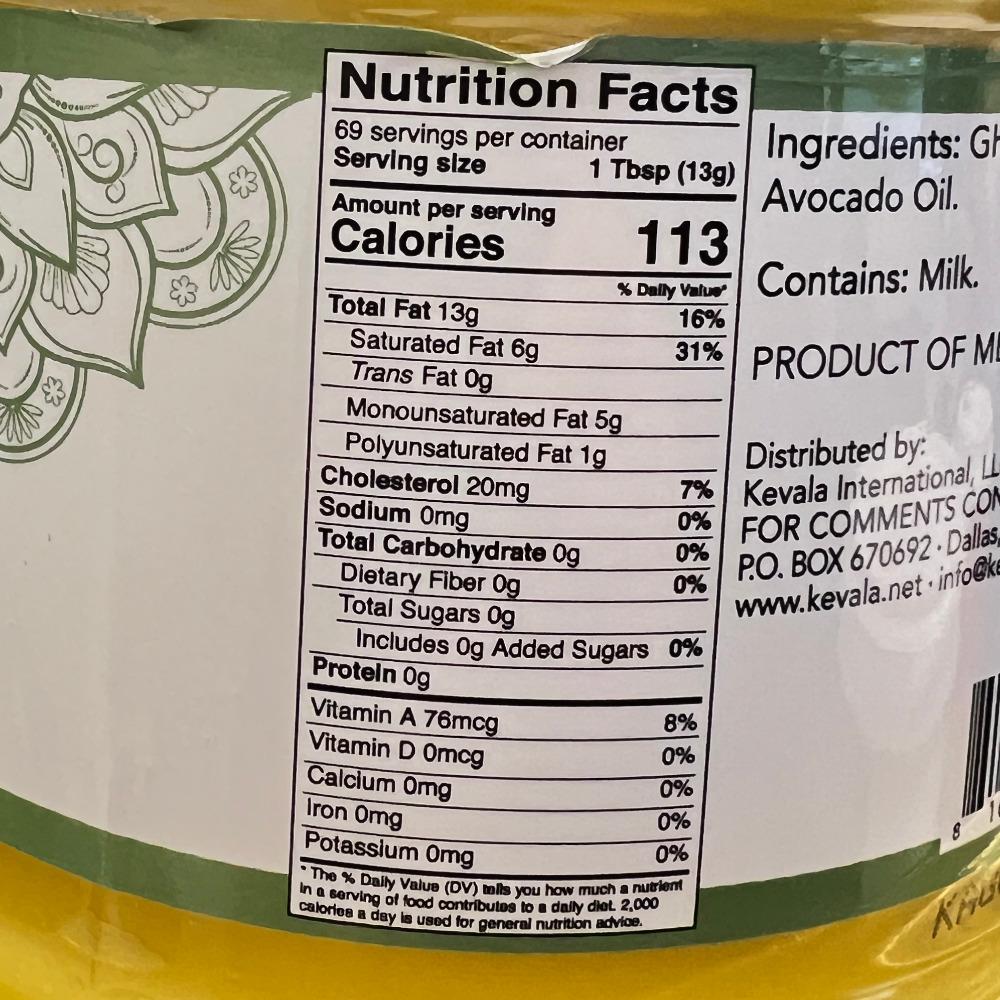 Nutrition Facts
69 servings per container
Serving size 1 Tbsp (13g)
Amount per serving
Calories 113
% Daily Value*
Total Fat 13g 16%
Saturated Fat 6g 31%
Trans Fat 0g
Monounsaturated Fat 5g
Polyunsaturated Fat 1g
Cholesterol 20mg 7%
Sodium 0mg 0%
Total Carbohydrate 0g 0%
Dietary Fiber 0g 0%
Total Sugars 0g
Includes 0g Added Sugars 0%
Protein 0g
Vitamin A 76mcg 8%
Vitamin D 0mcg 0%
Calcium 0mg 0%
Iron 0mg 0%
Potassium 0mg 0%
* The % Daily Value (DV) tells you how much a nutrient
in a serving of food contributes to a daily diet. 2,000
calories a day is used for general nutrition advice.
Ingredients:
Avocado Oil.
Contains: Milk.
PRODUCT OF
Distributed by:
Kevala International,
FOR COMMENTS
P.O. BOX 670692 · Dallas,
www.kevala.net ·
8